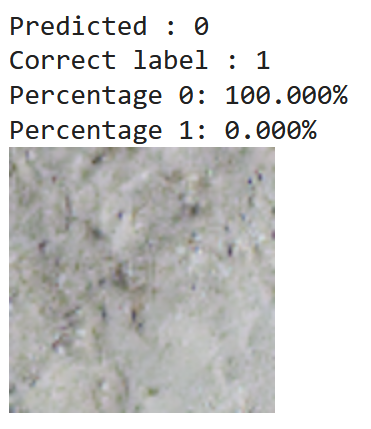 Predicted : 0
Correct label : 1
Percentage 0: 100.000%
Percentage 1: 0.000%